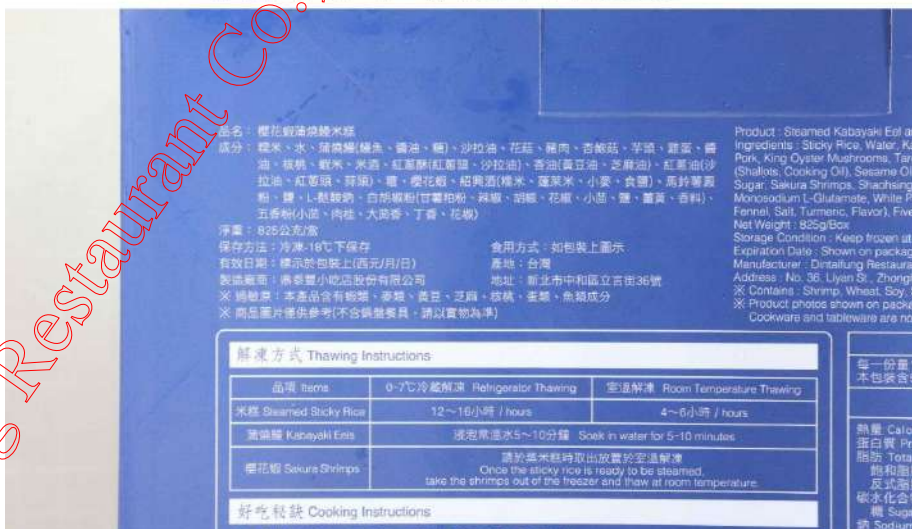 g Restaurant Co.
品名：櫻花蝦蒲燒鰻米糕
成分：糯米、水、蒲燒鰻(鰻魚、醬油、糖)、沙拉油、花菇、豬肉、杏鮑菇、芋頭、雞蛋、醬
油、核桃、蝦米、米酒、紅蔥酥(紅蔥頭、沙拉油)、香油(黃豆油、芝麻油)、紅蔥油(沙
拉油、紅蔥頭、蒜頭)、糖、櫻花蝦、紹興酒(糯米、蓬萊米、小麥、食鹽)、馬鈴薯澱
粉、鹽、L-麩酸鈉、白胡椒粉(甘薯柏粉、辣椒、胡椒、花椒、小茴、鹽、薑黃、香料)、
五香粉(小茴、肉桂、大茴香、丁香、花椒)
淨重：825公克/盒
保存方法：冷凍-18℃下保存 食用方式：如包裝上圖示
有效日期：標示於包裝上(西元/月/日) 產地：台灣
製造廠商：鼎泰豐小吃店股份有限公司 地址：新北市中和區立言街36號
※ 過敏原：本產品含有蝦類、麥類、黃豆、芝麻、核桃、蛋類、魚類成分
※ 商品圖片僅供參考(不含鍋盤餐具，請以實物為準)
Product : Steamed Kabayaki Eel a
Ingredients : Sticky Rice, Water, Ka
Pork, King Oyster Mushrooms, Tar
(Shallots, Cooking Oil), Sesame Oi
Sugar, Sakura Shrimps, Shaohsing
Monosodium L-Glutamate, White P
Fennel, Salt, Turmeric, Flavor), Five
Net Weight : 825g/Box
Storage Condition : Keep frozen at
Expiration Date : Shown on packag
Manufacturer : Dintaifung Restaura
Address : No. 36, Liyan St., Zhong
※ Contains : Shrimp, Wheat, Soy,
※ Product photos shown on packa
Cookware and tableware are no
解凍方式 Thawing Instructions
品項 Items 0-7℃冷藏解凍 Refrigerator Thawing 室溫解凍 Room Temperature Thawing
米糕 Steamed Sticky Rice 12～16小時 / hours 4～6小時 / hours
蒲燒鰻 Kabayaki Eels 浸泡常溫水5～10分鐘 Soak in water for 5-10 minutes
櫻花蝦 Sakura Shrimps 請於蒸米糕時取出放置於室溫解凍
Once the sticky rice is ready to be steamed,
take the shrimps out of the freezer and thaw at room temperature.
好吃秘訣 Cooking Instructions
每一份量
本包裝含
熱量 Calo
蛋白質 Pr
脂肪 Tota
飽和脂
反式脂
碳水化合
糖 Suga
鈉 Sodium